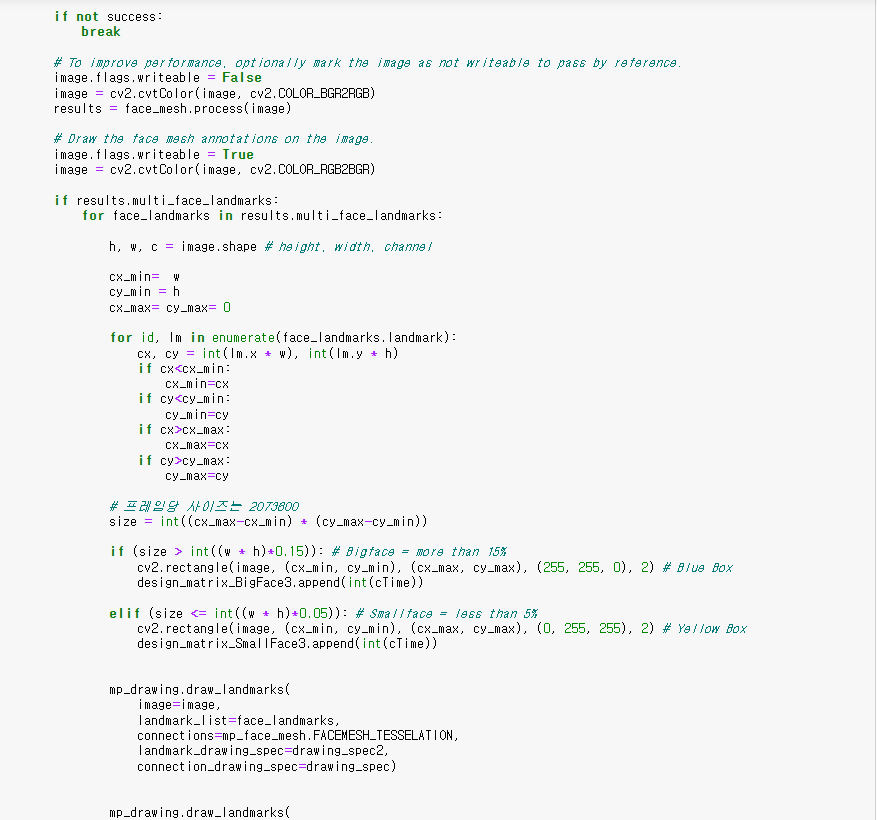 if not success:
break
# To improve performance, optionally mark the image as not writeable to pass by reference.
image.flags.writeable = False
image = cv2.cvtColor(image, cv2.COLOR_BGR2RGB)
results = face_mesh.process(image)
# Draw the face mesh annotations on the image.
image.flags.writeable = True
image = cv2.cvtColor(image, cv2.COLOR_RGB2BGR)
if results.multi_face_landmarks:
for face_landmarks in results.multi_face_landmarks:
h, w, c = image.shape # height, width, channel
cx_min=  w
cy_min = h
cx_max= cy_max= 0
for id, lm in enumerate(face_landmarks.landmark):
cx, cy = int(lm.x * w), int(lm.y * h)
if cx<cx_min:
cx_min=cx
if cy<cy_min:
cy_min=cy
if cx>cx_max:
cx_max=cx
if cy>cy_max:
cy_max=cy
# 프레임당 사이즈는 2073600
size = int((cx_max-cx_min) * (cy_max-cy_min))
if (size > int((w * h)*0.15)): # Bigface = more than 15%
cv2.rectangle(image, (cx_min, cy_min), (cx_max, cy_max), (255, 255, 0), 2) # Blue Box
design_matrix_BigFace3.append(int(cTime))
elif (size <= int((w * h)*0.05)): # Smallface = less than 5%
cv2.rectangle(image, (cx_min, cy_min), (cx_max, cy_max), (0, 255, 255), 2) # Yellow Box
design_matrix_SmallFace3.append(int(cTime))
mp_drawing.draw_landmarks(
image=image,
landmark_list=face_landmarks,
connections=mp_face_mesh.FACEMESH_TESSELATION,
landmark_drawing_spec=drawing_spec2,
connection_drawing_spec=drawing_spec)
mp_drawing.draw_landmarks(